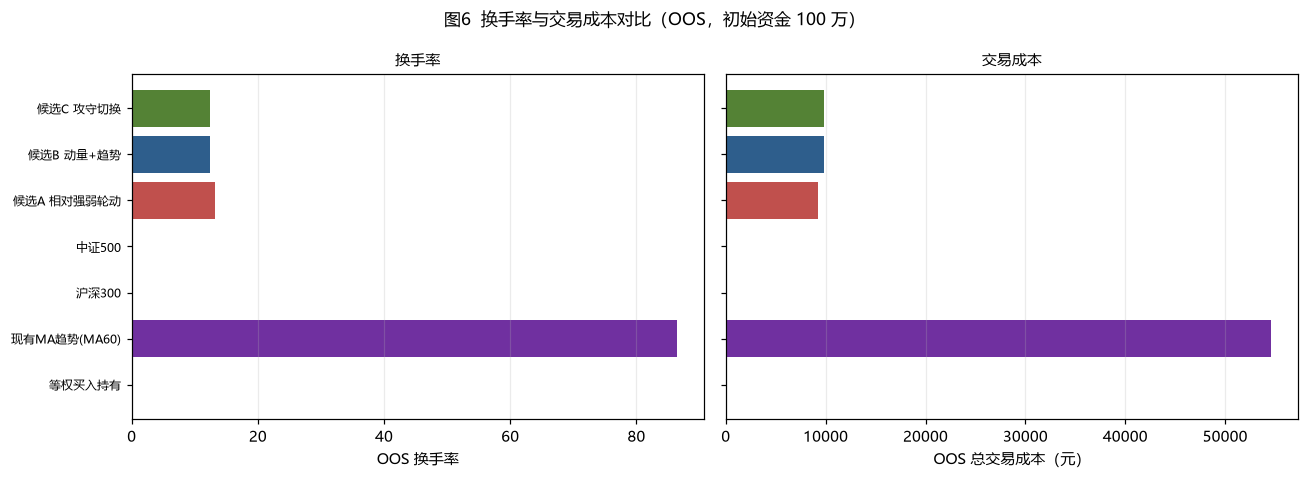 图6  换手率与交易成本对比（OOS，初始资金 100 万）
换手率
候选C 攻守切换
候选B 动量+趋势
候选A 相对强弱轮动
中证500
沪深300
现有MA趋势(MA60)
等权买入持有
0 20 40 60 80
OOS 换手率
交易成本
0 10000 20000 30000 40000 50000
OOS 总交易成本（元）